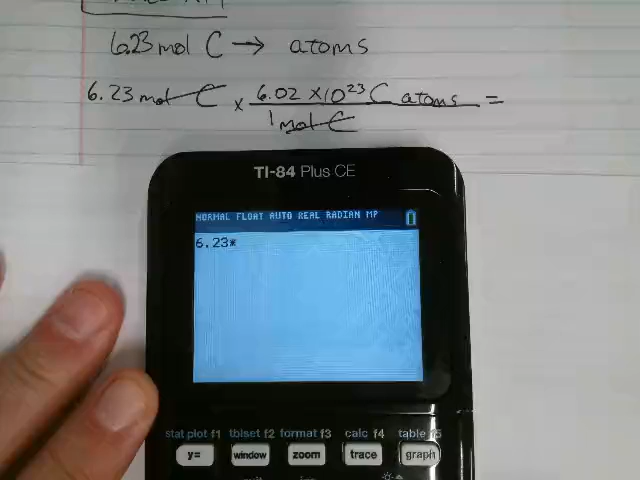 6.23 mol C → atoms
6.23 mol C × 6.02 × 10²³ C atoms =
1 mol C
TI-84 Plus CE
NORMAL FLOAT AUTO REAL RADIAN MP
6.23*
stat plot f1 tblset f2 format f3 calc f4 table f5
y= window zoom trace graph